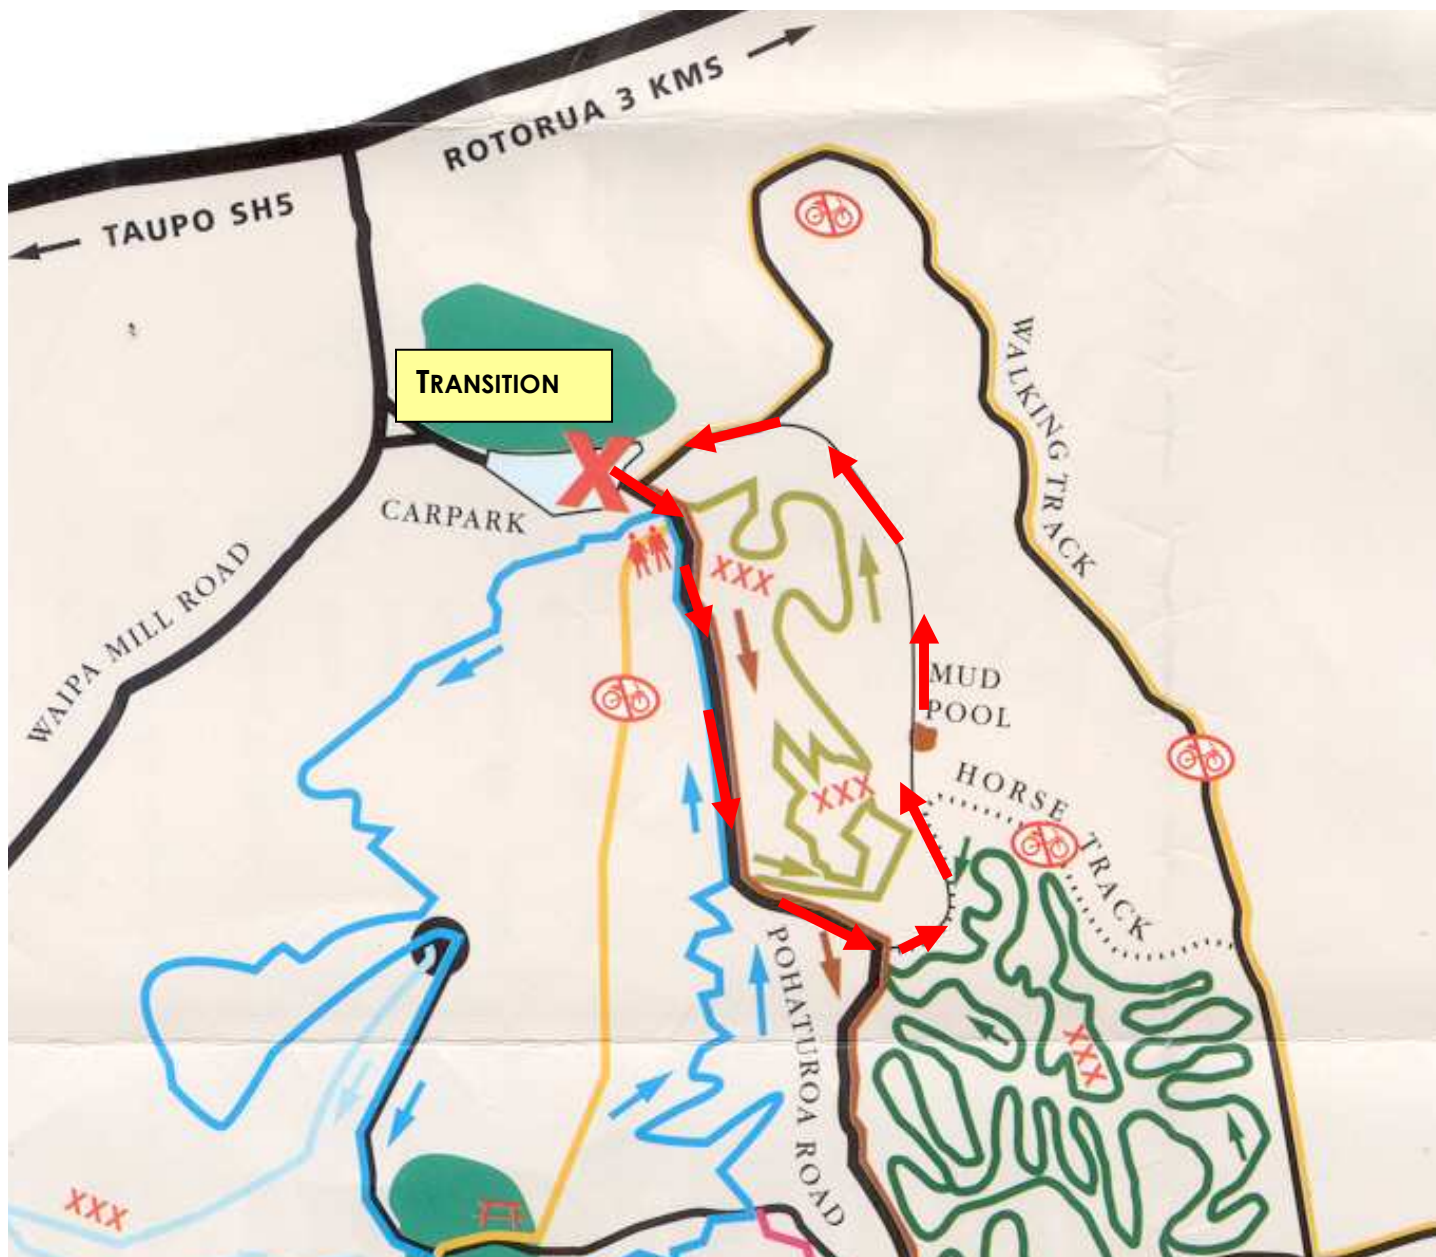 ROTORUA 3 KMS
TAUPO SH5
TRANSITION
CARPARK
WALKING TRACK
WAIPA MILL ROAD
XXX
MUD
POOL
HORSE TRACK
XXX
POHATUROA ROAD
XXX
XXX